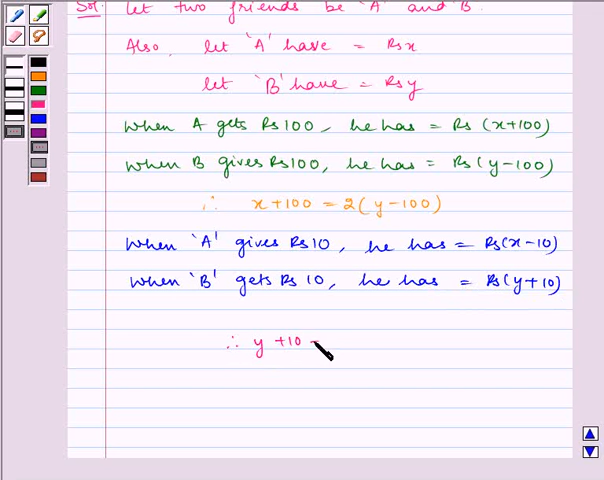 Sol: Let two friends be 'A' and 'B'.
Also, let 'A' have = Rs x
let 'B' have = Rs y
When A gets Rs 100, he has = Rs (x+100)
When B gives Rs 100, he has = Rs (y-100)
∴ x+100 = 2(y-100)
When 'A' gives Rs 10, he has = Rs (x-10)
When 'B' gets Rs 10, he has = Rs (y+10)
∴ y +10 -